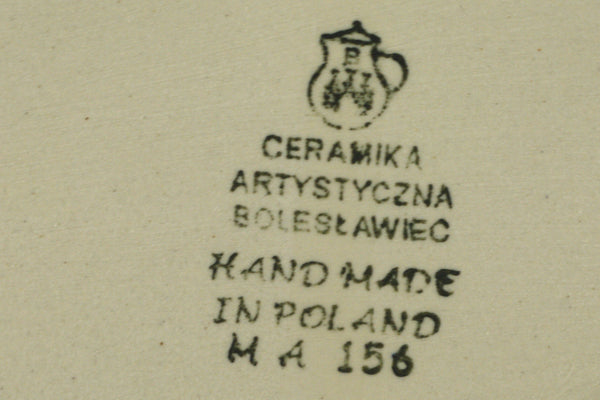 B
CERAMIKA
ARTYSTYCZNA
BOLESŁAWIEC
HAND MADE
IN POLAND
M A 156